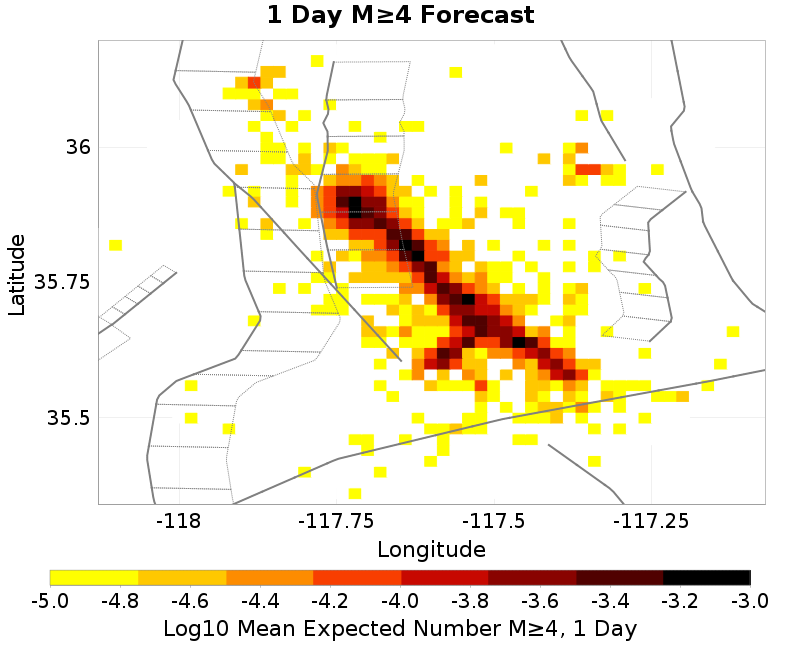 1 Day M≥4 Forecast
Latitude
36
35.75
35.5
-118 -117.75 -117.5 -117.25
Longitude
-5.0 -4.8 -4.6 -4.4 -4.2 -4.0 -3.8 -3.6 -3.4 -3.2 -3.0
Log10 Mean Expected Number M≥4, 1 Day